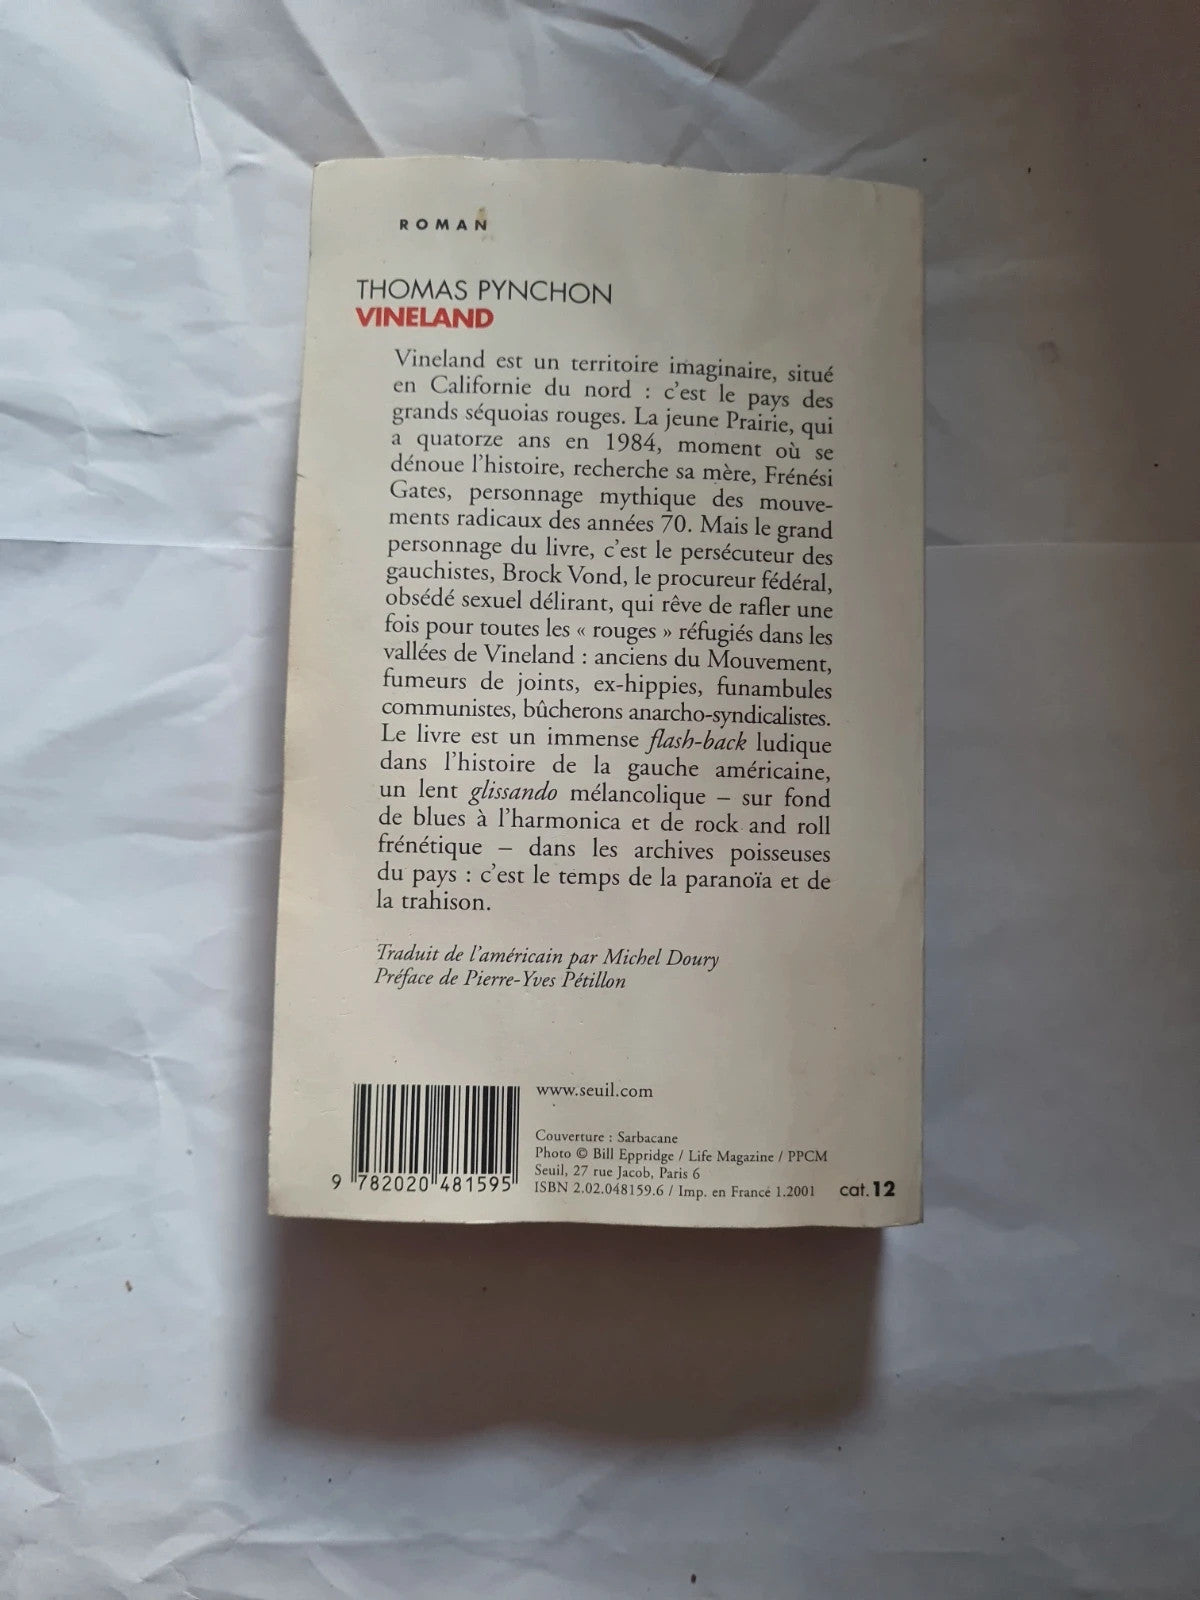 ROMAN
THOMAS PYNCHON
VINELAND
Vineland est un territoire imaginaire, situé
en Californie du nord : c'est le pays des
grands séquoias rouges. La jeune Prairie, qui
a quatorze ans en 1984, moment où se
dénoue l'histoire, recherche sa mère, Frénési
Gates, personnage mythique des mouve-
ments radicaux des années 70. Mais le grand
personnage du livre, c'est le persécuteur des
gauchistes, Brock Vond, le procureur fédéral,
obsédé sexuel délirant, qui rêve de rafler une
fois pour toutes les « rouges » réfugiés dans les
vallées de Vineland : anciens du Mouvement,
fumeurs de joints, ex-hippies, funambules
communistes, bûcherons anarcho-syndicalistes.
Le livre est un immense flash-back ludique
dans l'histoire de la gauche américaine,
un lent glissando mélancolique – sur fond
de blues à l'harmonica et de rock and roll
frénétique – dans les archives poisseuses
du pays : c'est le temps de la paranoïa et de
la trahison.
Traduit de l'américain par Michel Doury
Préface de Pierre-Yves Pétillon
www.seuil.com
Couverture : Sarbacane
Photo © Bill Eppridge / Life Magazine / PPCM
Seuil, 27 rue Jacob, Paris 6
ISBN 2.02.048159.6 / Imp. en France 1.2001
cat.12
9 782020 481595